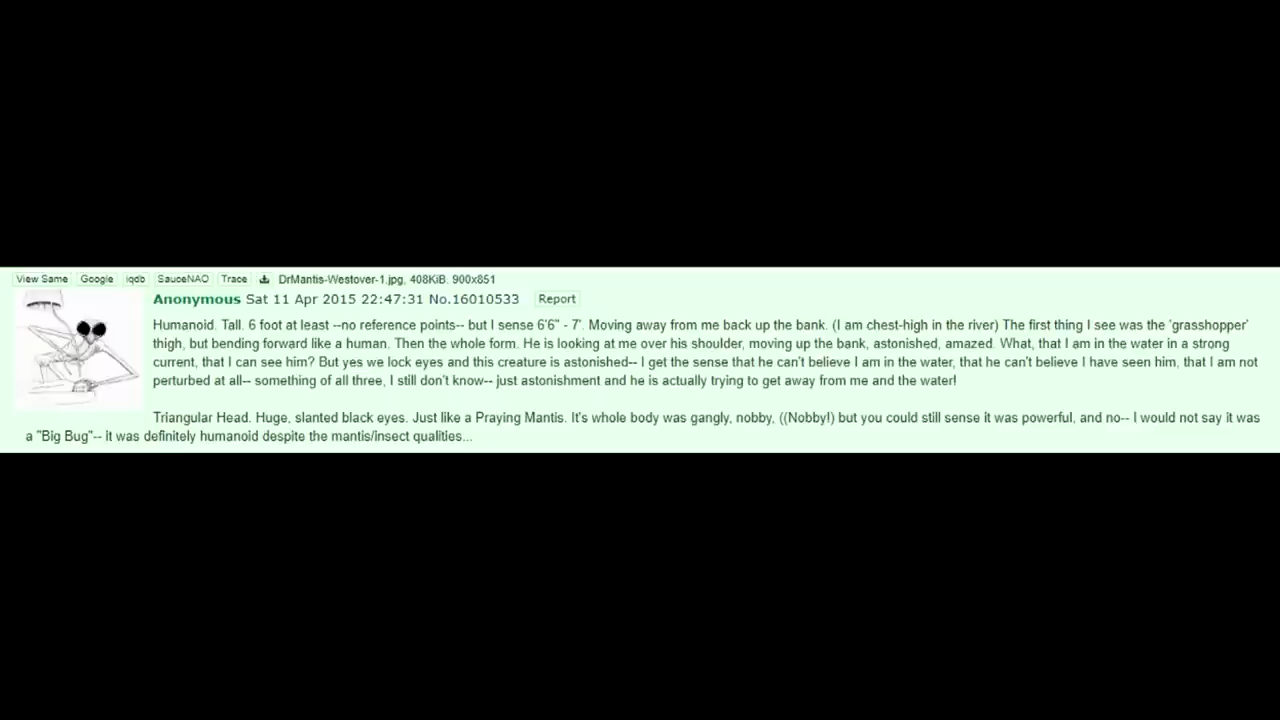 View Same Google iqdb SauceNAO Trace DrMantis-Westover-1.jpg, 408KiB, 900x851
Anonymous Sat 11 Apr 2015 22:47:31 No.16010533 Report
Humanoid. Tall. 6 foot at least --no reference points-- but I sense 6'6" - 7'. Moving away from me back up the bank. (I am chest-high in the river) The first thing I see was the 'grasshopper'
thigh, but bending forward like a human. Then the whole form. He is looking at me over his shoulder, moving up the bank, astonished, amazed. What, that I am in the water in a strong
current, that I can see him? But yes we lock eyes and this creature is astonished-- I get the sense that he can't believe I am in the water, that he can't believe I have seen him, that I am not
perturbed at all-- something of all three, I still don't know-- just astonishment and he is actually trying to get away from me and the water!
Triangular Head. Huge, slanted black eyes. Just like a Praying Mantis. It's whole body was gangly, nobby, ((Nobby!) but you could still sense it was powerful, and no-- I would not say it was
a "Big Bug"-- it was definitely humanoid despite the mantis/insect qualities...